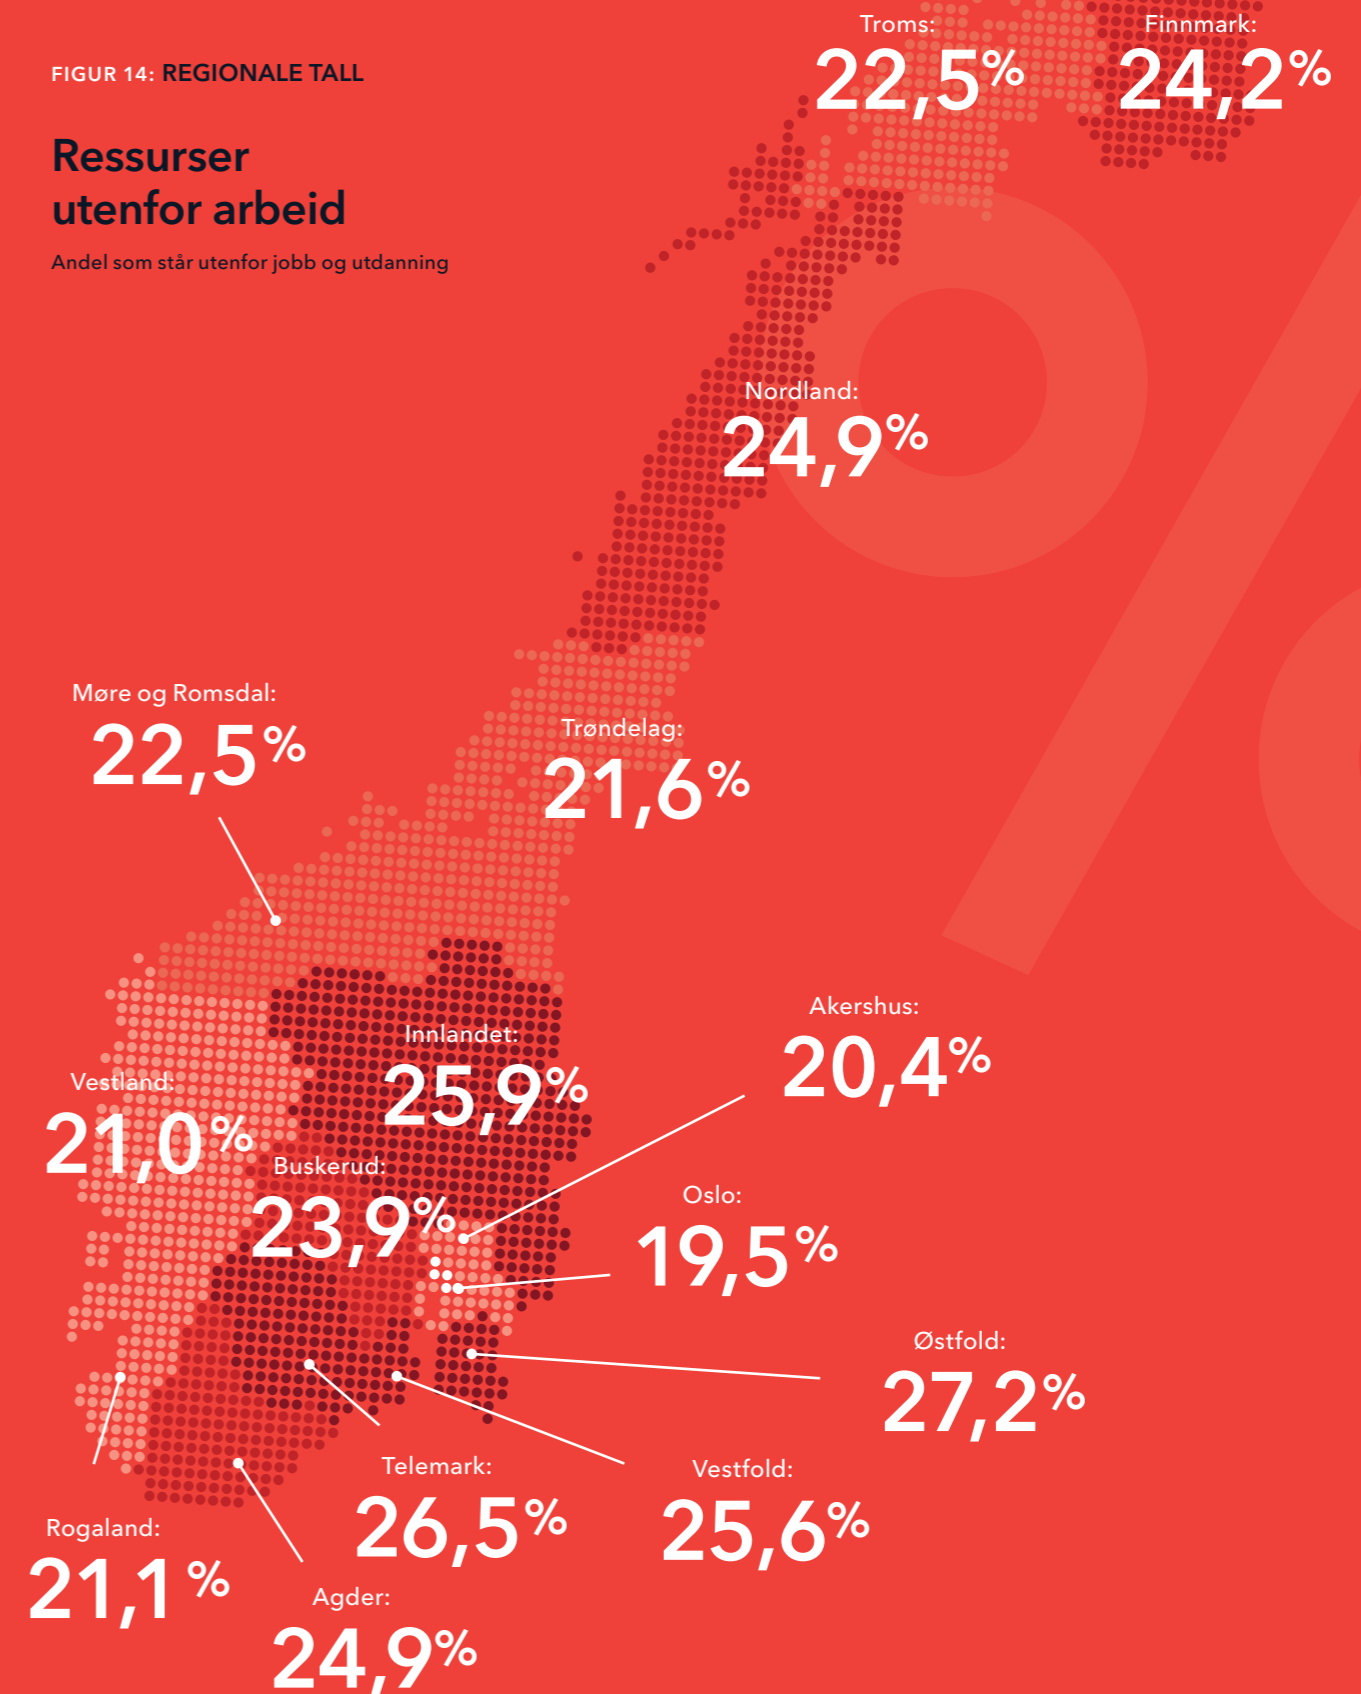 FIGUR 14: REGIONALE TALL
Ressurser
utenfor arbeid
Andel som står utenfor jobb og utdanning
Troms:
22,5%
Finnmark:
24,2%
Nordland:
24,9%
Møre og Romsdal:
22,5%
Trøndelag:
21,6%
Innlandet:
25,9%
Akershus:
20,4%
Vestland:
21,0%
Buskerud:
23,9%
Oslo:
19,5%
Østfold:
27,2%
Telemark:
26,5%
Vestfold:
25,6%
Rogaland:
21,1%
Agder:
24,9%